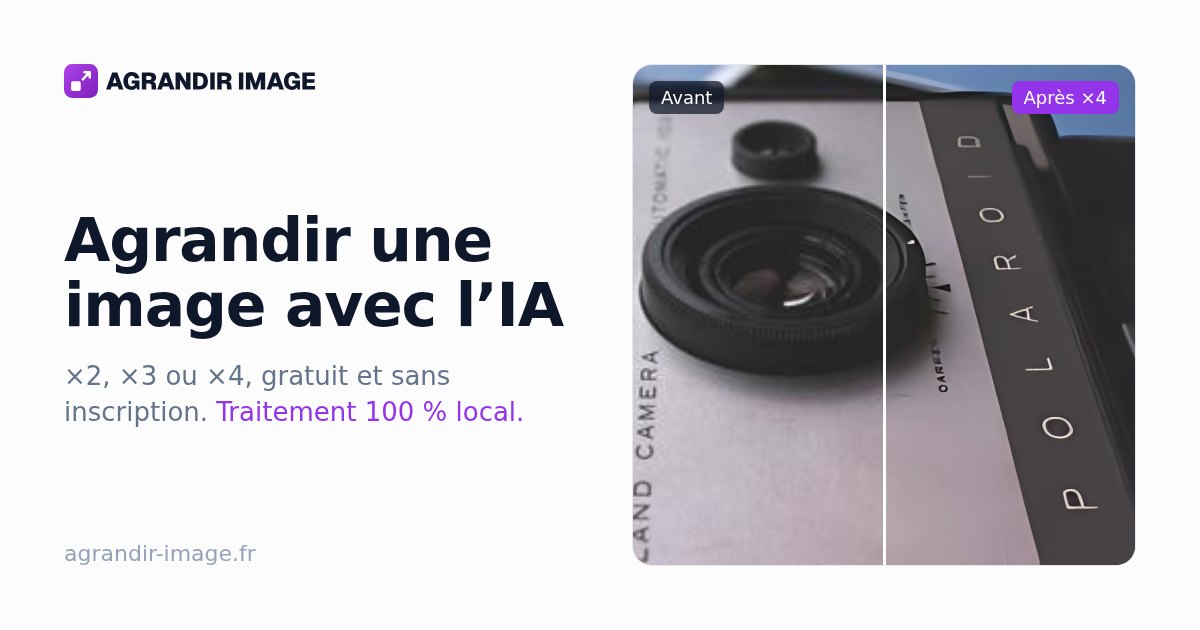 AGRANDIR IMAGE
Agrandir une
image avec l’IA
×2, ×3 ou ×4, gratuit et sans
inscription. Traitement 100 % local.
agrandir-image.fr
Avant
Après ×4
LAND CAMERA
POLAROID